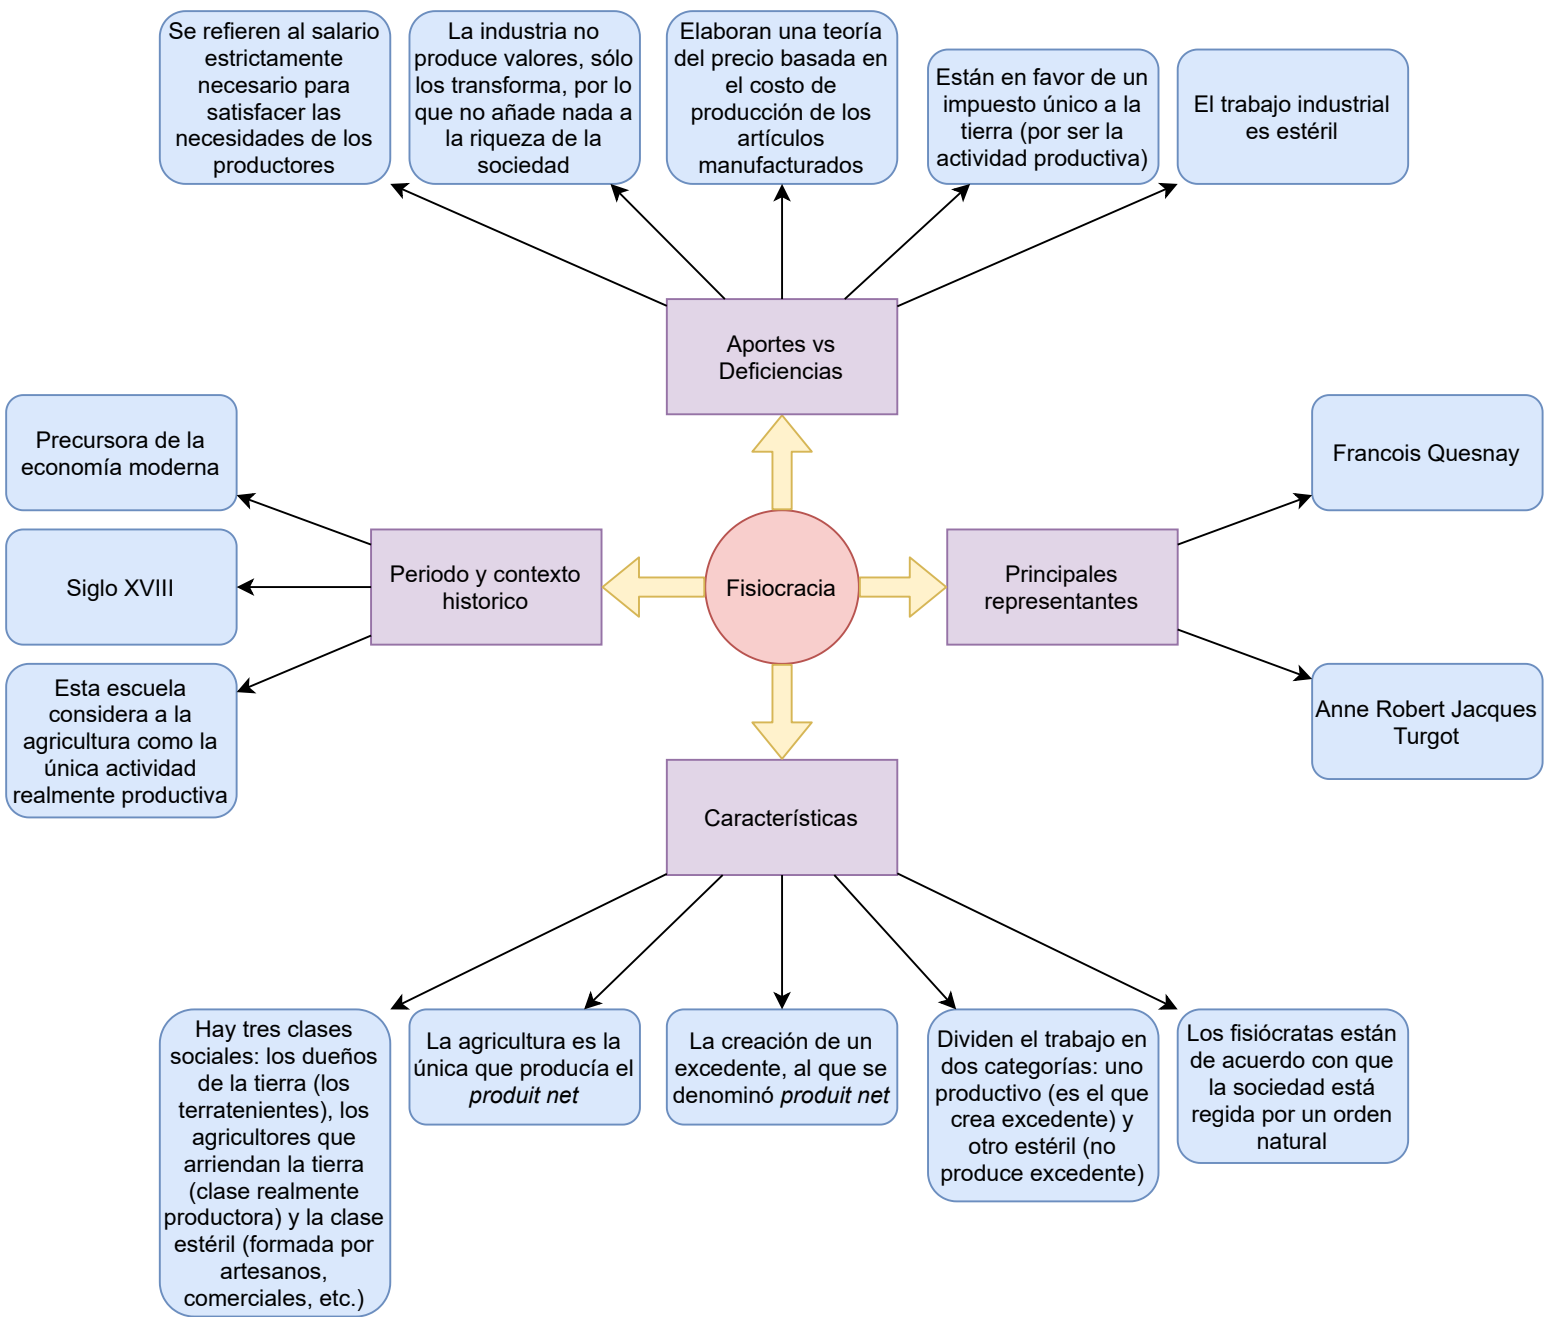 Se refieren al salario
estrictamente
necesario para
satisfacer las
necesidades de los
productores
La industria no
produce valores, sólo
los transforma, por lo
que no añade nada a
la riqueza de la
sociedad
Elaboran una teoría
del precio basada en
el costo de
producción de los
artículos
manufacturados
Están en favor de un
impuesto único a la
tierra (por ser la
actividad productiva)
El trabajo industrial
es estéril
Aportes vs
Deficiencias
Precursora de la
economía moderna
Siglo XVIII
Esta escuela
considera a la
agricultura como la
única actividad
realmente productiva
Periodo y contexto
historico
Fisiocracia
Principales
representantes
Francois Quesnay
Anne Robert Jacques
Turgot
Características
Hay tres clases
sociales: los dueños
de la tierra (los
terratenientes), los
agricultores que
arriendan la tierra
(clase realmente
productora) y la clase
estéril (formada por
artesanos,
comerciales, etc.)
La agricultura es la
única que producía el
produit net
La creación de un
excedente, al que se
denominó produit net
Dividen el trabajo en
dos categorías: uno
productivo (es el que
crea excedente) y
otro estéril (no
produce excedente)
Los fisiócratas están
de acuerdo con que
la sociedad está
regida por un orden
natural